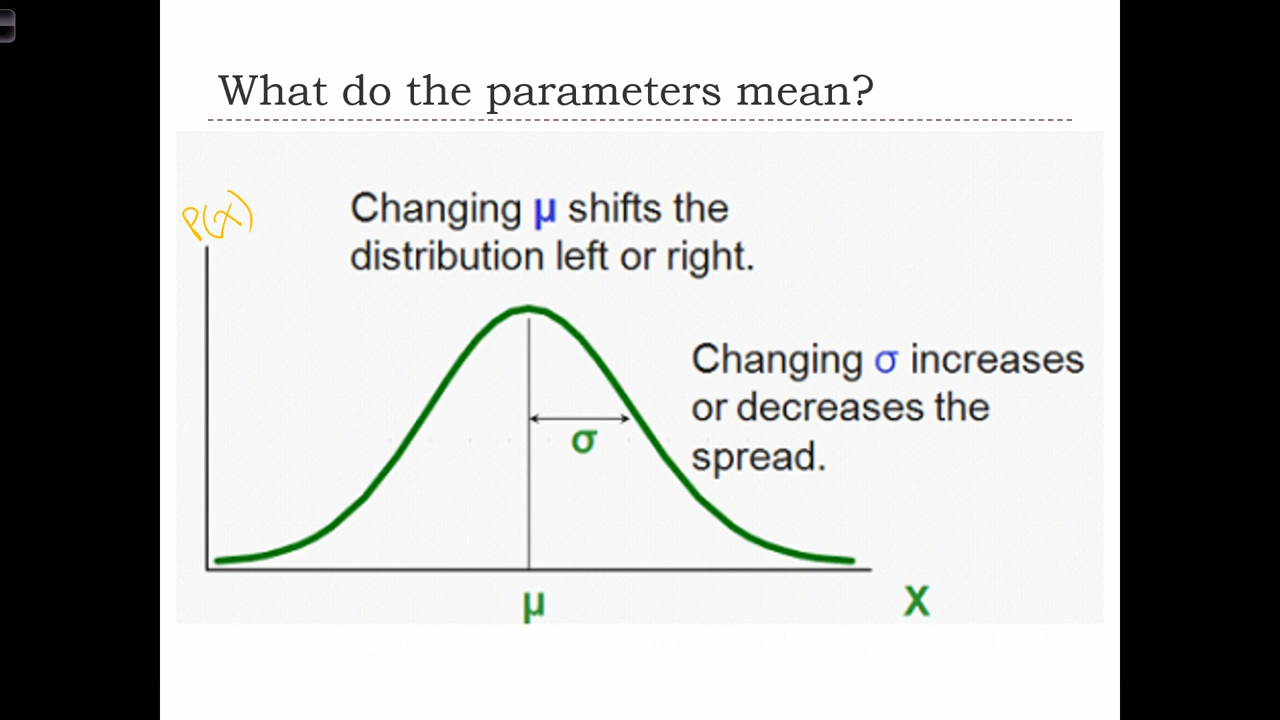 What do the parameters mean?
P(X)
Changing μ shifts the
distribution left or right.
Changing σ increases
or decreases the
spread.
σ
μ
X